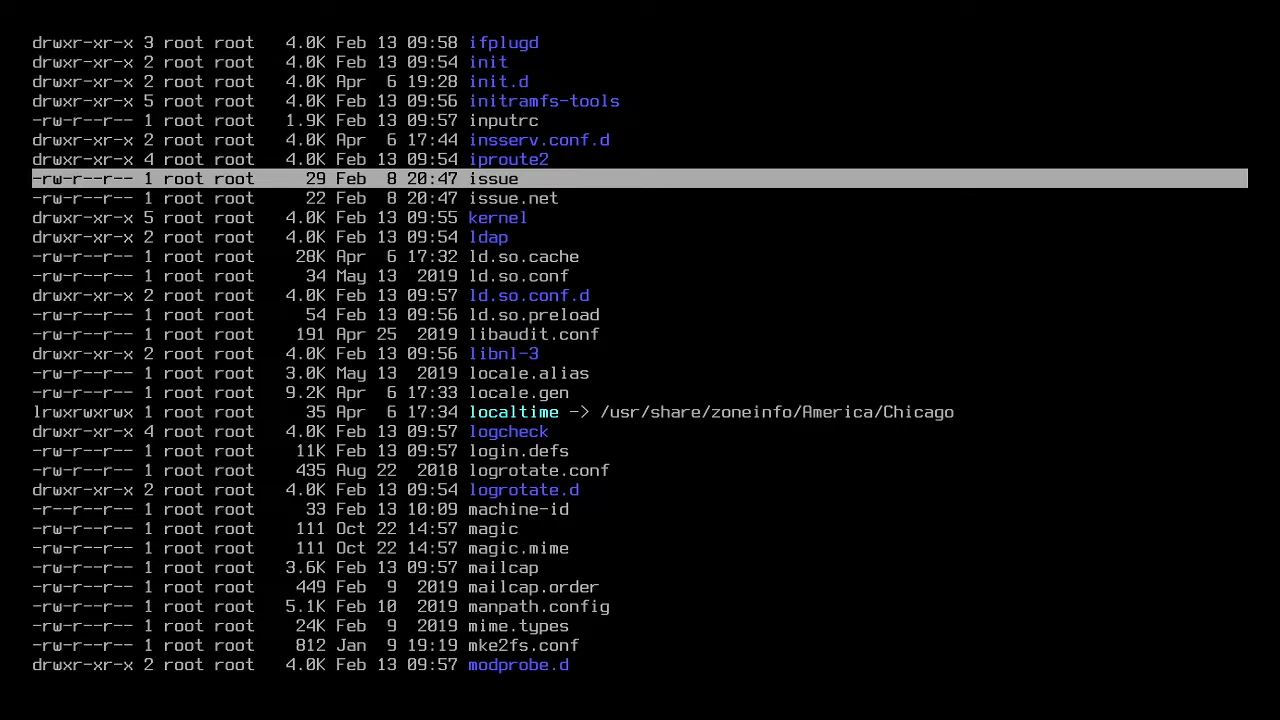 drwxr-xr-x 3 root root   4.0K Feb 13 09:58 ifplugd
drwxr-xr-x 2 root root   4.0K Feb 13 09:54 init
drwxr-xr-x 2 root root   4.0K Apr  6 19:28 init.d
drwxr-xr-x 5 root root   4.0K Feb 13 09:56 initramfs-tools
-rw-r--r-- 1 root root   1.9K Feb 13 09:57 inputrc
drwxr-xr-x 2 root root   4.0K Apr  6 17:44 insserv.conf.d
drwxr-xr-x 4 root root   4.0K Feb 13 09:54 iproute2
-rw-r--r-- 1 root root     29 Feb  8 20:47 issue
-rw-r--r-- 1 root root     22 Feb  8 20:47 issue.net
drwxr-xr-x 5 root root   4.0K Feb 13 09:55 kernel
drwxr-xr-x 2 root root   4.0K Feb 13 09:54 ldap
-rw-r--r-- 1 root root    28K Apr  6 17:32 ld.so.cache
-rw-r--r-- 1 root root     34 May 13  2019 ld.so.conf
drwxr-xr-x 2 root root   4.0K Feb 13 09:57 ld.so.conf.d
-rw-r--r-- 1 root root     54 Feb 13 09:56 ld.so.preload
-rw-r--r-- 1 root root    191 Apr 25  2019 libaudit.conf
drwxr-xr-x 2 root root   4.0K Feb 13 09:56 libnl-3
-rw-r--r-- 1 root root   3.0K May 13  2019 locale.alias
-rw-r--r-- 1 root root   9.2K Apr  6 17:33 locale.gen
lrwxrwxrwx 1 root root     35 Apr  6 17:34 localtime -> /usr/share/zoneinfo/America/Chicago
drwxr-xr-x 4 root root   4.0K Feb 13 09:57 logcheck
-rw-r--r-- 1 root root    11K Feb 13 09:57 login.defs
-rw-r--r-- 1 root root    435 Aug 22  2018 logrotate.conf
drwxr-xr-x 2 root root   4.0K Feb 13 09:54 logrotate.d
-r--r--r-- 1 root root     33 Feb 13 10:09 machine-id
-rw-r--r-- 1 root root    111 Oct 22 14:57 magic
-rw-r--r-- 1 root root    111 Oct 22 14:57 magic.mime
-rw-r--r-- 1 root root   3.6K Feb 13 09:57 mailcap
-rw-r--r-- 1 root root    449 Feb  9  2019 mailcap.order
-rw-r--r-- 1 root root   5.1K Feb 10  2019 manpath.config
-rw-r--r-- 1 root root    24K Feb  9  2019 mime.types
-rw-r--r-- 1 root root    812 Jan  9 19:19 mke2fs.conf
drwxr-xr-x 2 root root   4.0K Feb 13 09:57 modprobe.d